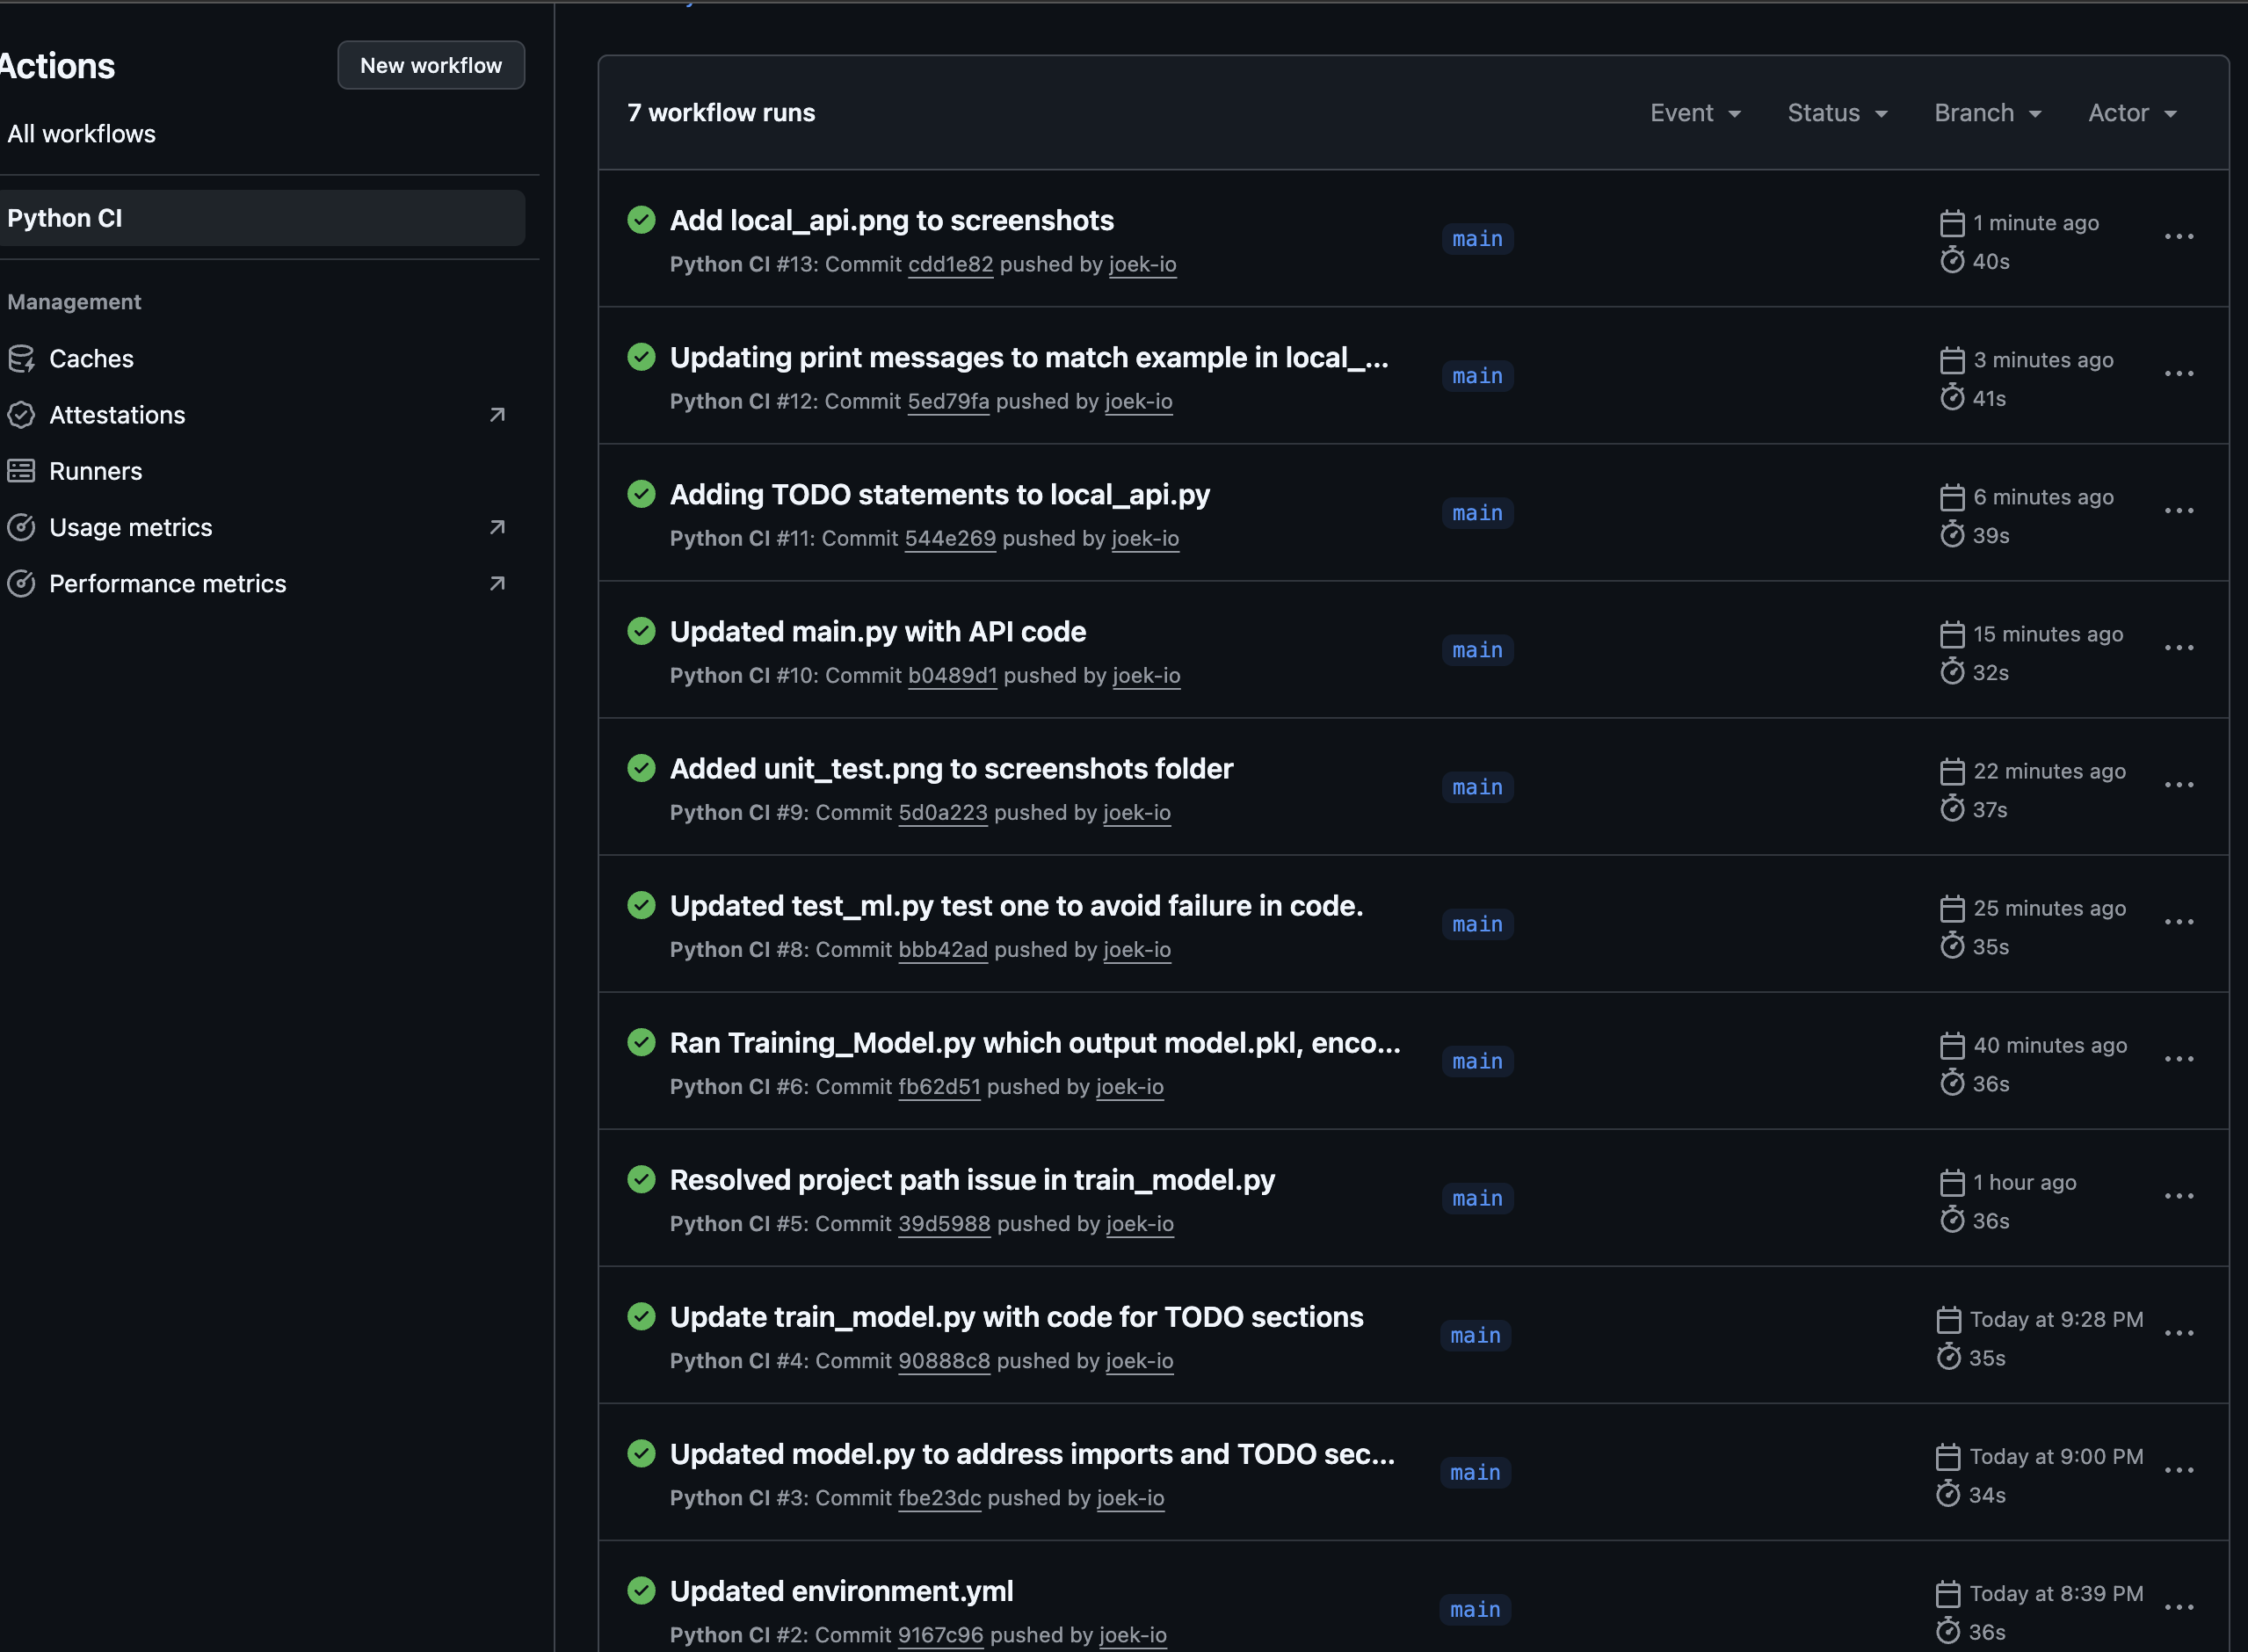 Actions
New workflow
All workflows
Python CI
Management
Caches
Attestations
Runners
Usage metrics
Performance metrics
7 workflow runs
Event Status Branch Actor
Add local_api.png to screenshots
Python CI #13: Commit cdd1e82 pushed by joek-io
main
1 minute ago
40s
Updating print messages to match example in local_...
Python CI #12: Commit 5ed79fa pushed by joek-io
main
3 minutes ago
41s
Adding TODO statements to local_api.py
Python CI #11: Commit 544e269 pushed by joek-io
main
6 minutes ago
39s
Updated main.py with API code
Python CI #10: Commit b0489d1 pushed by joek-io
main
15 minutes ago
32s
Added unit_test.png to screenshots folder
Python CI #9: Commit 5d0a223 pushed by joek-io
main
22 minutes ago
37s
Updated test_ml.py test one to avoid failure in code.
Python CI #8: Commit bbb42ad pushed by joek-io
main
25 minutes ago
35s
Ran Training_Model.py which output model.pkl, enco...
Python CI #6: Commit fb62d51 pushed by joek-io
main
40 minutes ago
36s
Resolved project path issue in train_model.py
Python CI #5: Commit 39d5988 pushed by joek-io
main
1 hour ago
36s
Update train_model.py with code for TODO sections
Python CI #4: Commit 90888c8 pushed by joek-io
main
Today at 9:28 PM
35s
Updated model.py to address imports and TODO sec...
Python CI #3: Commit fbe23dc pushed by joek-io
main
Today at 9:00 PM
34s
Updated environment.yml
Python CI #2: Commit 9167c96 pushed by joek-io
main
Today at 8:39 PM
36s